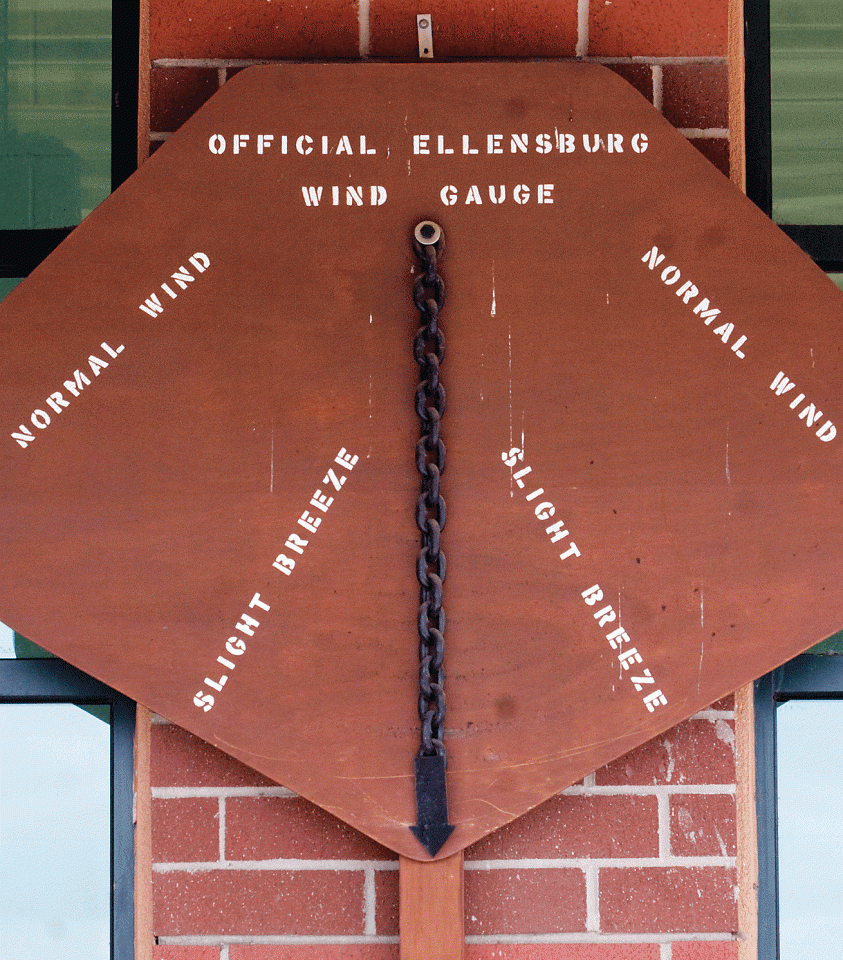 OFFICIAL ELLENSBURG
WIND GAUGE
NORMAL WIND
NORMAL WIND
SLIGHT BREEZE
SLIGHT BREEZE